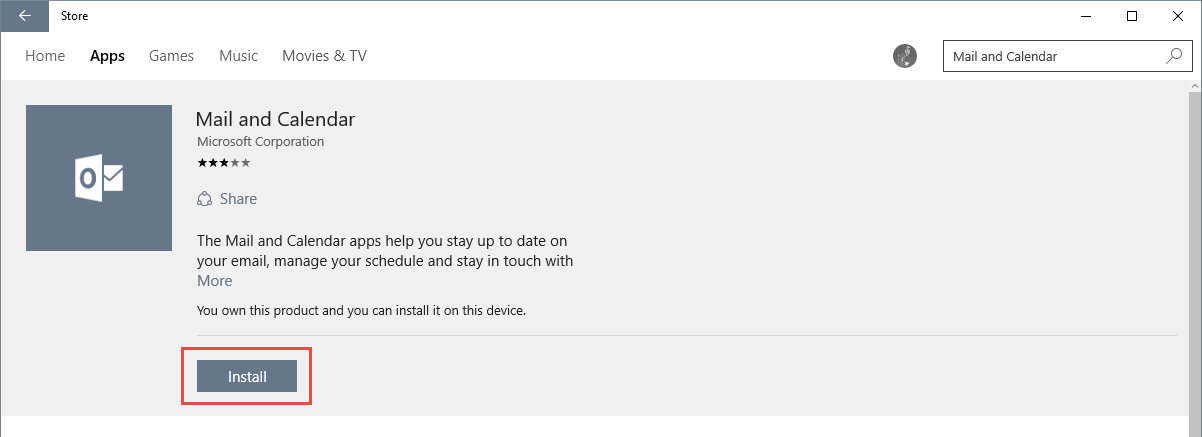 Store
Home Apps Games Music Movies & TV
Mail and Calendar
Mail and Calendar
Microsoft Corporation
Share
The Mail and Calendar apps help you stay up to date on
your email, manage your schedule and stay in touch with
More
You own this product and you can install it on this device.
Install